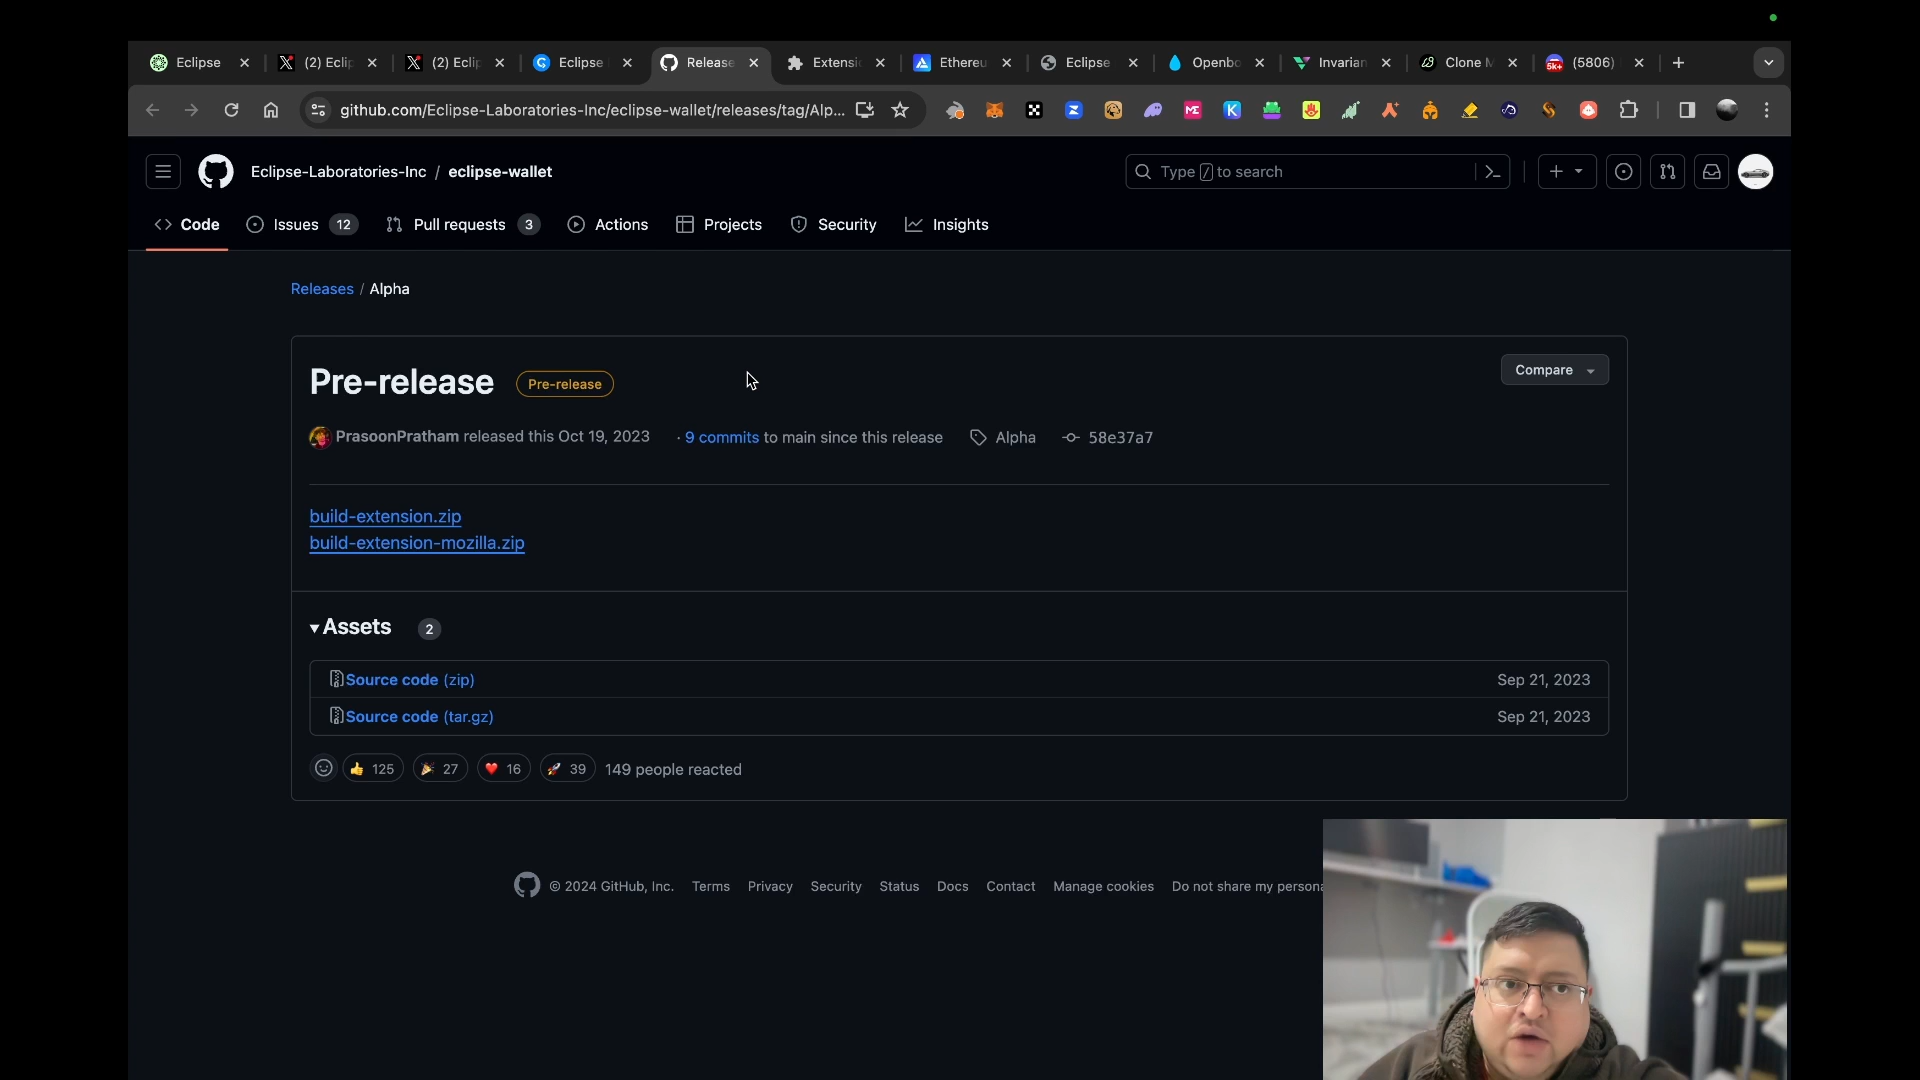 Eclipse
(2) Eclip
(2) Eclip
Eclipse
Release
Extensio
Ethereu
Eclipse
Openbo
Invarian
Clone M
5k+
(5806)
github.com/Eclipse-Laboratories-Inc/eclipse-wallet/releases/tag/Alp...
Eclipse-Laboratories-Inc / eclipse-wallet
Type / to search
Code
Issues 12
Pull requests 3
Actions
Projects
Security
Insights
Releases / Alpha
Pre-release Pre-release
Compare
PrasoonPratham released this Oct 19, 2023 · 9 commits to main since this release Alpha 58e37a7
build-extension.zip
build-extension-mozilla.zip
Assets 2
Source code (zip) Sep 21, 2023
Source code (tar.gz) Sep 21, 2023
👍 125 🎉 27 ❤️ 16 🚀 39 149 people reacted
© 2024 GitHub, Inc. Terms Privacy Security Status Docs Contact Manage cookies Do not share my persona